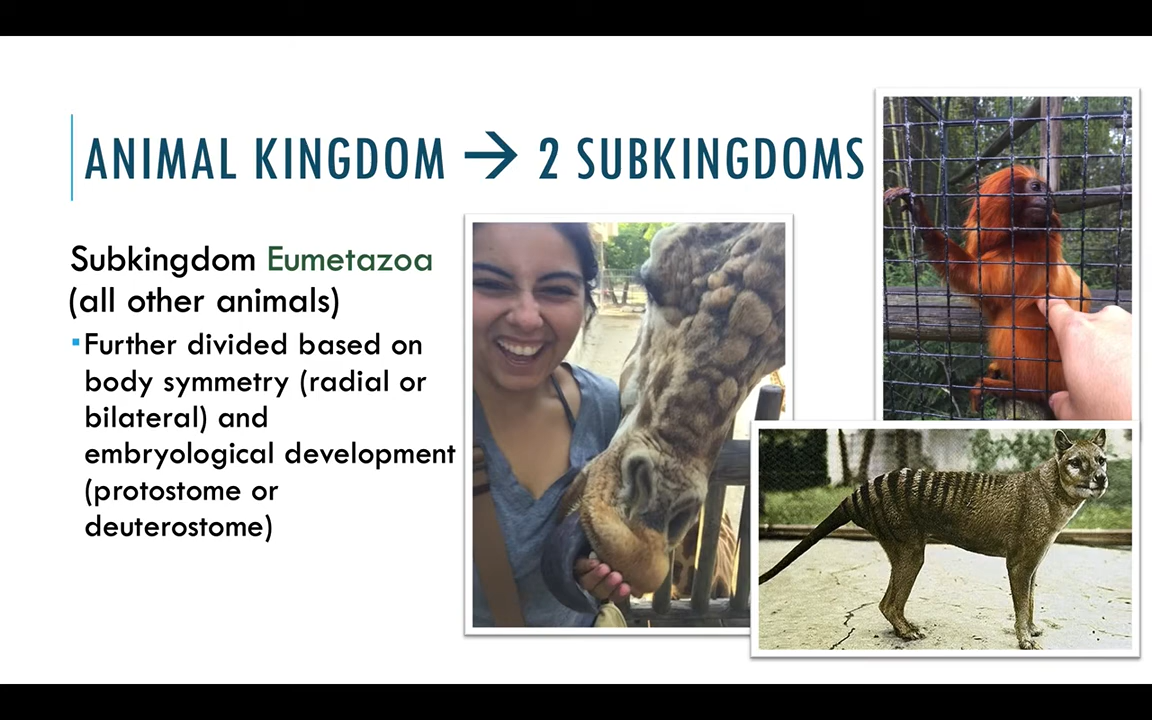 ANIMAL KINGDOM → 2 SUBKINGDOMS
Subkingdom Eumetazoa
(all other animals)
▪Further divided based on
body symmetry (radial or
bilateral) and
embryological development
(protostome or
deuterostome)